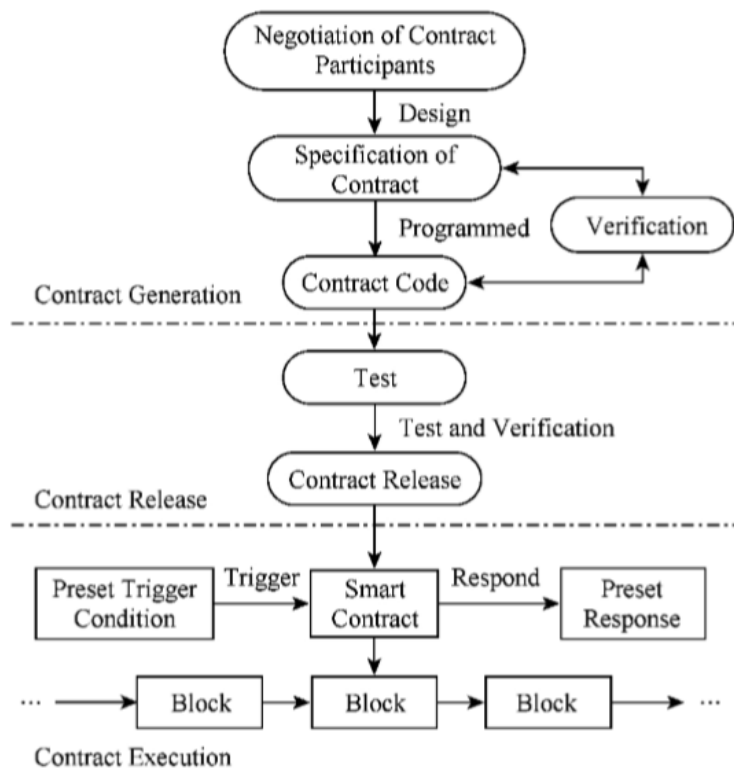 Negotiation of Contract
Participants
Design
Specification of
Contract
Programmed
Verification
Contract Code
Contract Generation
Test
Test and Verification
Contract Release
Contract Release
Preset Trigger
Condition
Trigger
Smart
Contract
Respond
Preset
Response
... Block Block Block ...
Contract Execution